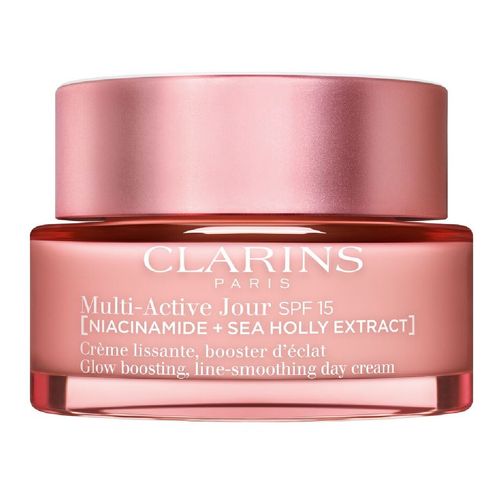 CLARINS
PARIS
Multi-Active Jour SPF 15
[NIACINAMIDE + SEA HOLLY EXTRACT]
Crème lissante, booster d'éclat
Glow boosting, line-smoothing day cream